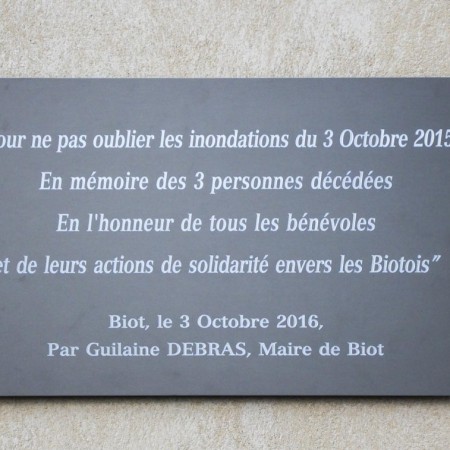 our ne pas oublier les inondations du 3 Octobre 2015
En mémoire des 3 personnes décédées
En l'honneur de tous les bénévoles
et de leurs actions de solidarité envers les Biotois”
Biot, le 3 Octobre 2016,
Par Guilaine DEBRAS, Maire de Biot